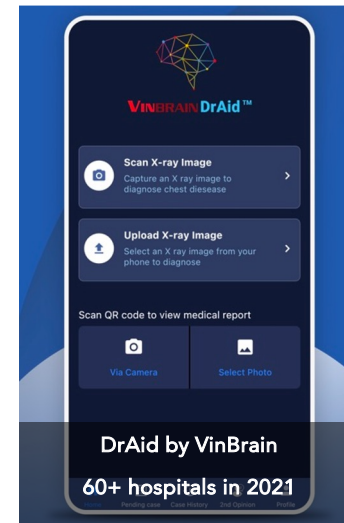 VINBRAIN DrAid™
Scan X-ray Image
Capture an X ray image to
diagnose chest diesease
Upload X-ray Image
Select an X ray image from your
phone to diagnose
Scan QR code to view medical report
Via Camera
Select Photo
DrAid by VinBrain
60+ hospitals in 2021
Home Pending case Case History 2nd Opinion Profile